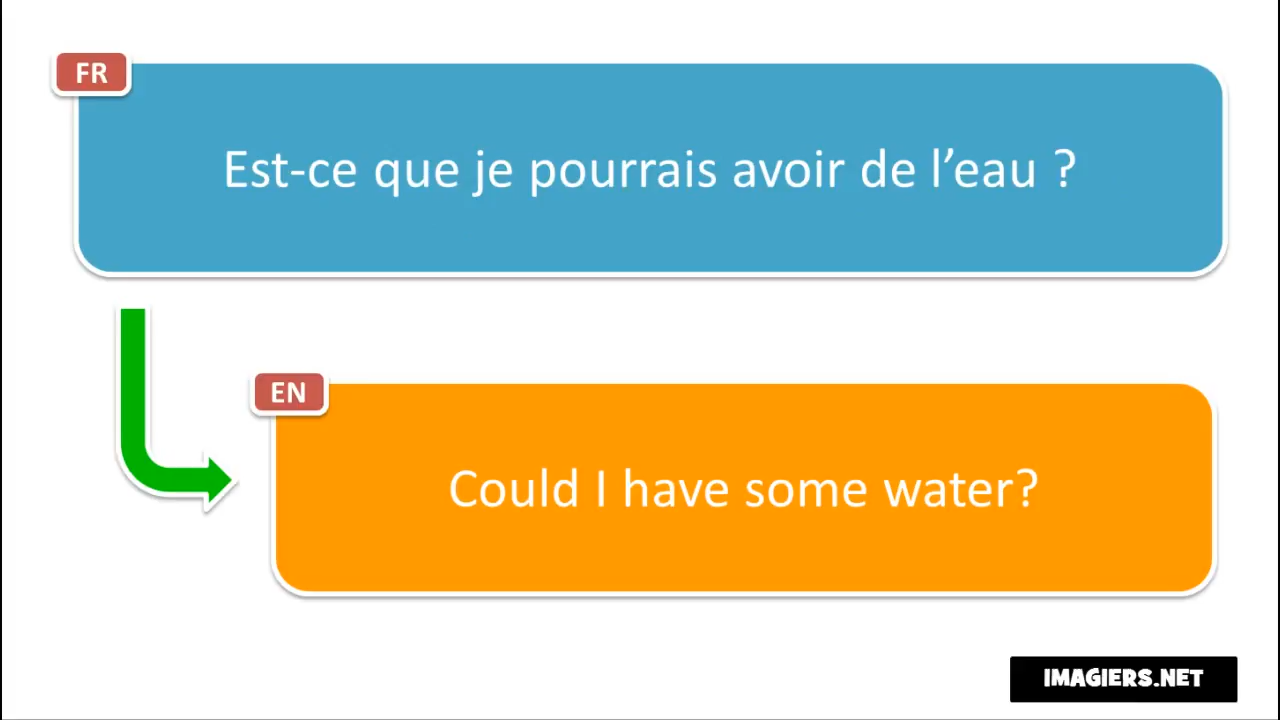 FR
Est-ce que je pourrais avoir de l’eau ?
EN
Could I have some water?
IMAGIERS.NET